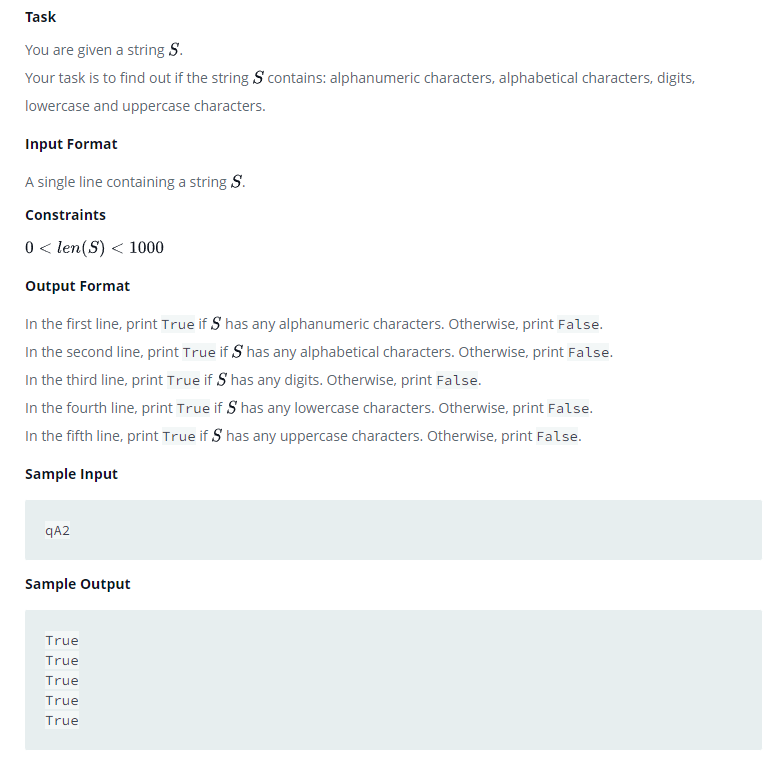 Task
You are given a string S.
Your task is to find out if the string S contains: alphanumeric characters, alphabetical characters, digits,
lowercase and uppercase characters.
Input Format
A single line containing a string S.
Constraints
0 < len(S) < 1000
Output Format
In the first line, print True if S has any alphanumeric characters. Otherwise, print False.
In the second line, print True if S has any alphabetical characters. Otherwise, print False.
In the third line, print True if S has any digits. Otherwise, print False.
In the fourth line, print True if S has any lowercase characters. Otherwise, print False.
In the fifth line, print True if S has any uppercase characters. Otherwise, print False.
Sample Input
qA2
Sample Output
True
True
True
True
True